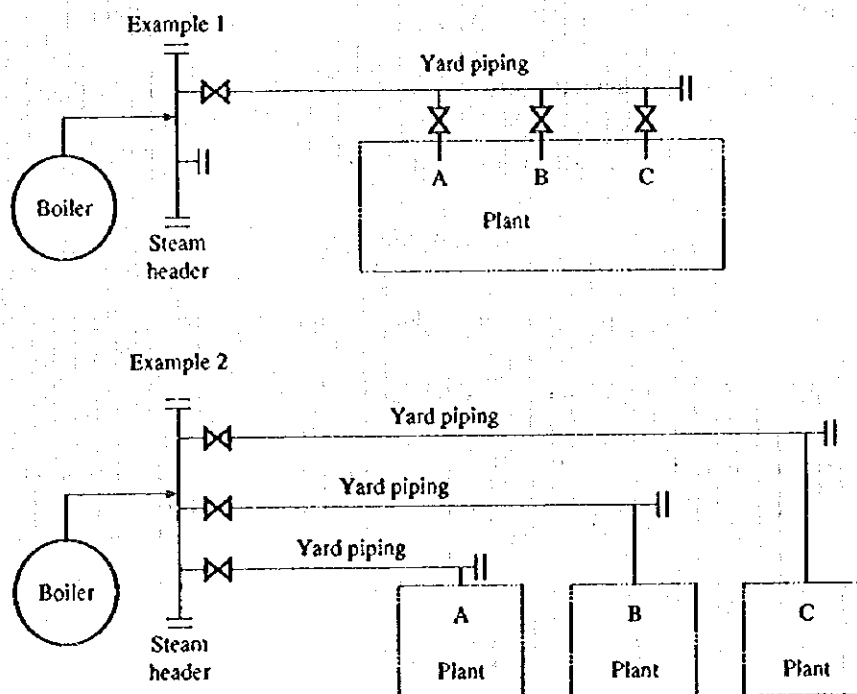 Example 1
Yard piping
A B C
Boiler
Plant
Steam
header
Example 2
Yard piping
Yard piping
Yard piping
Boiler
A B C
Steam
header
Plant Plant Plant